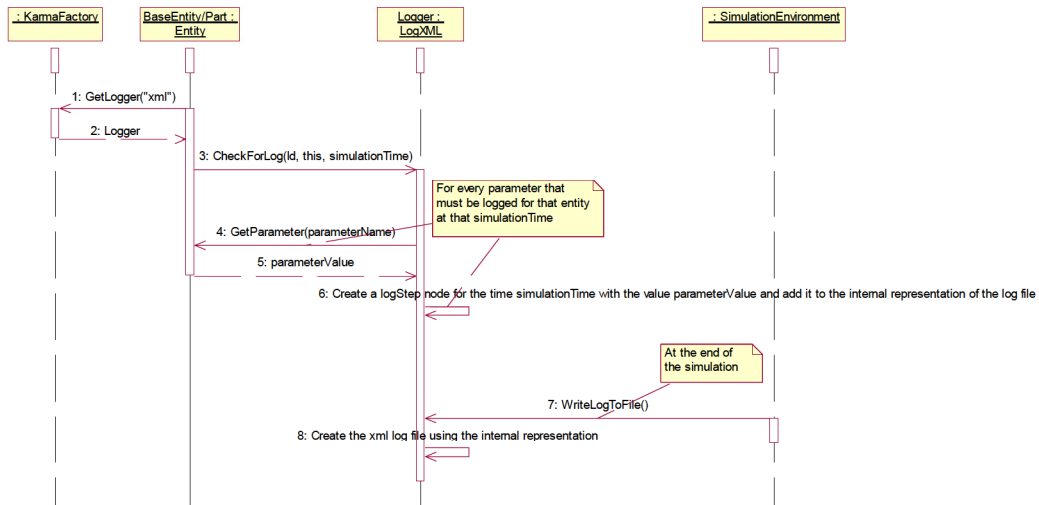 : KarmaFactory
BaseEntity/Part :
Entity
Logger :
LogXML
: SimulationEnvironment
1: GetLogger("xml")
2: Logger
3: CheckForLog(Id, this, simulationTime)
For every parameter that
must be logged for that entity
at that simulationTime
4: GetParameter(parameterName)
5: parameterValue
6: Create a logStep node for the time simulationTime with the value parameterValue and add it to the internal representation of the log file
At the end of
the simulation
7: WriteLogToFile()
8: Create the xml log file using the internal representation